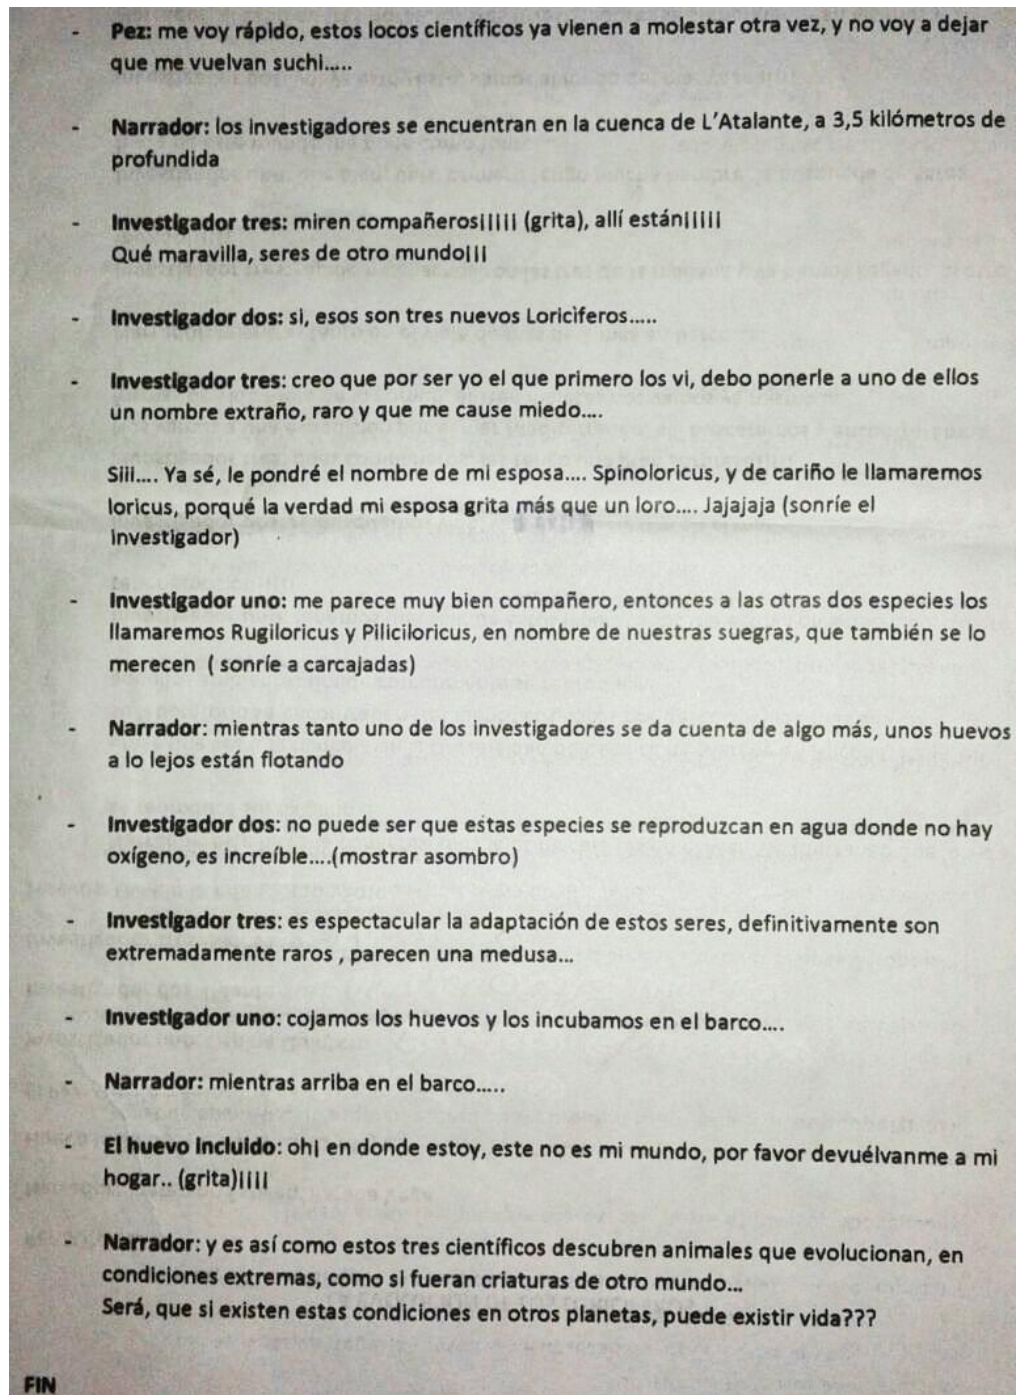 - Pez: me voy rápido, estos locos científicos ya vienen a molestar otra vez, y no voy a dejar
que me vuelvan suchi.....
- Narrador: los investigadores se encuentran en la cuenca de L'Atalante, a 3,5 kilómetros de
profundida
- Investigador tres: miren compañeros¡¡¡¡¡ (grita), allí están¡¡¡¡¡
Qué maravilla, seres de otro mundo¡¡¡
- Investigador dos: si, esos son tres nuevos Loricìferos.....
- Investigador tres: creo que por ser yo el que primero los vi, debo ponerle a uno de ellos
un nombre extraño, raro y que me cause miedo....
Siii.... Ya sé, le pondré el nombre de mi esposa.... Spinoloricus, y de cariño le llamaremos
loricus, porqué la verdad mi esposa grita más que un loro.... Jajajaja (sonríe el
investigador)
- Investigador uno: me parece muy bien compañero, entonces a las otras dos especies los
llamaremos Rugiloricus y Piliciloricus, en nombre de nuestras suegras, que también se lo
merecen ( sonríe a carcajadas)
- Narrador: mientras tanto uno de los investigadores se da cuenta de algo más, unos huevos
a lo lejos están flotando
- Investigador dos: no puede ser que estas especies se reproduzcan en agua donde no hay
oxígeno, es increíble....(mostrar asombro)
- Investigador tres: es espectacular la adaptación de estos seres, definitivamente son
extremadamente raros , parecen una medusa...
- Investigador uno: cojamos los huevos y los incubamos en el barco....
- Narrador: mientras arriba en el barco.....
- El huevo incluido: oh¡ en donde estoy, este no es mi mundo, por favor devuélvanme a mi
hogar.. (grita)¡¡¡¡
- Narrador: y es así como estos tres científicos descubren animales que evolucionan, en
condiciones extremas, como si fueran criaturas de otro mundo...
Será, que si existen estas condiciones en otros planetas, puede existir vida???
FIN